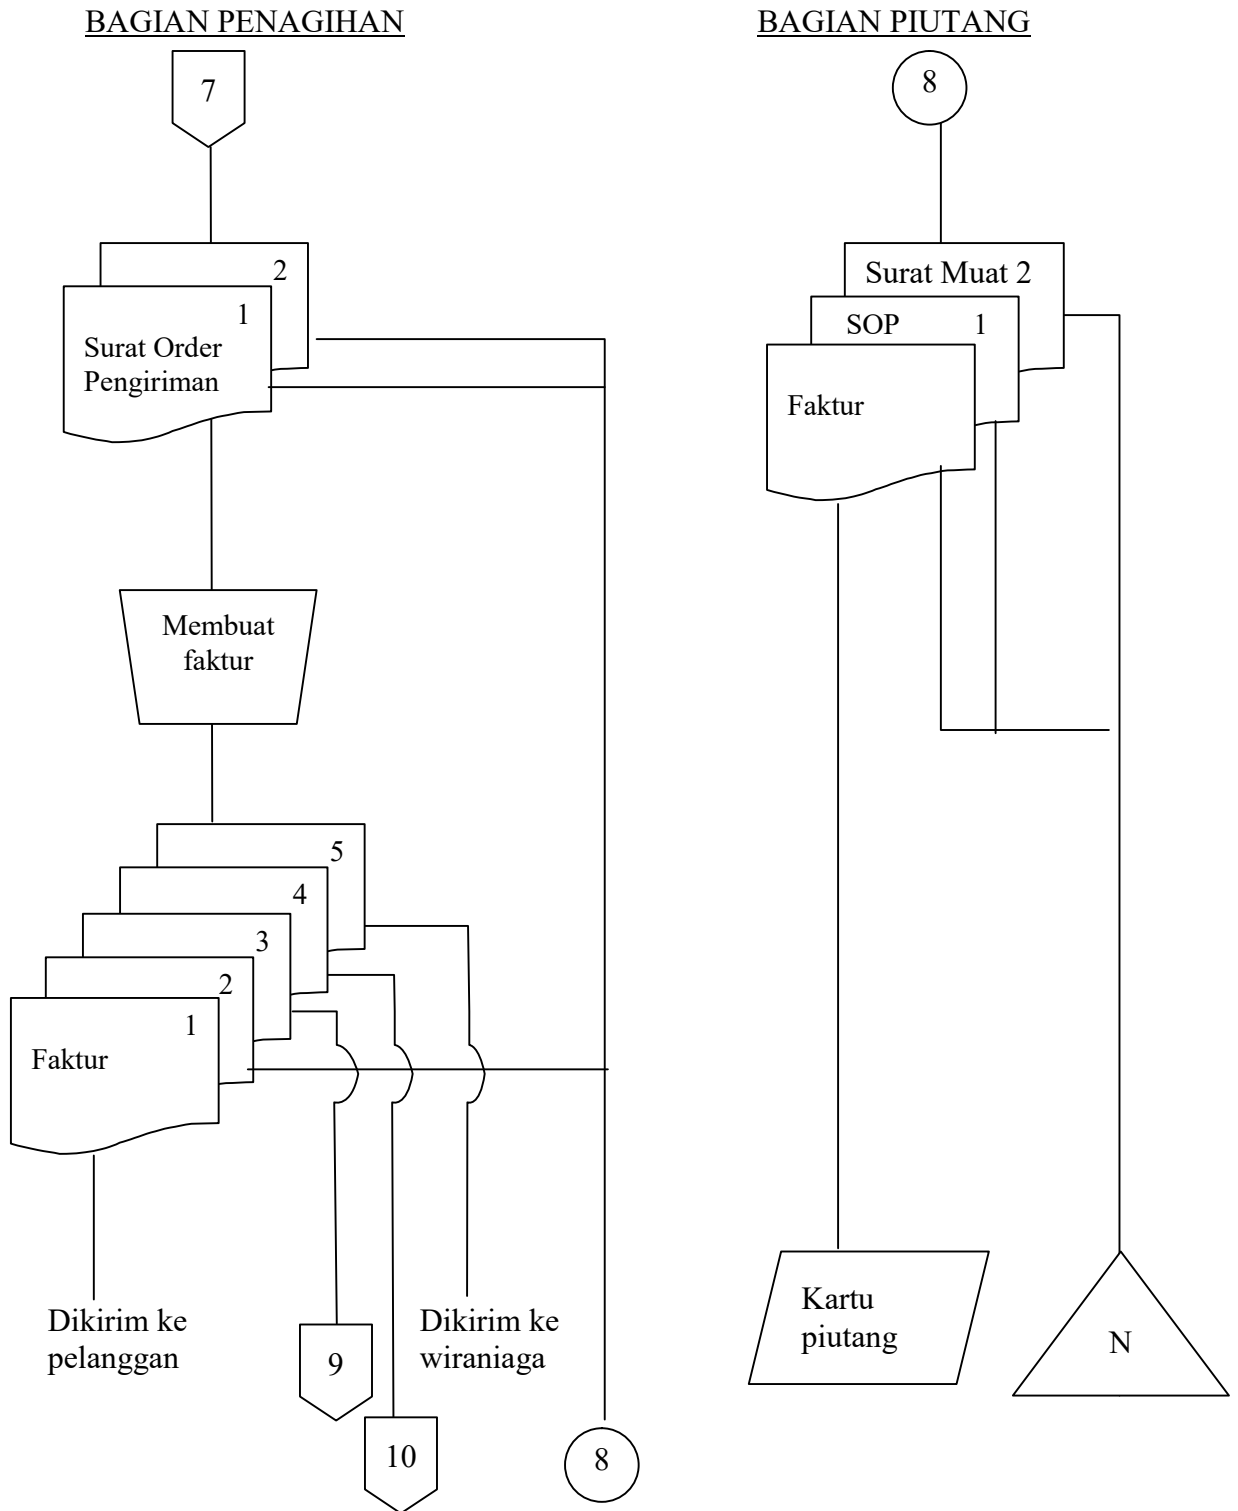 BAGIAN PENAGIHAN
7
2
1
Surat Order
Pengiriman
Membuat
faktur
5
4
3
2
1
Faktur
Dikirim ke
pelanggan
9
10
Dikirim ke
wiraniaga
8
BAGIAN PIUTANG
8
Surat Muat 2
SOP 1
Faktur
Kartu
piutang
N